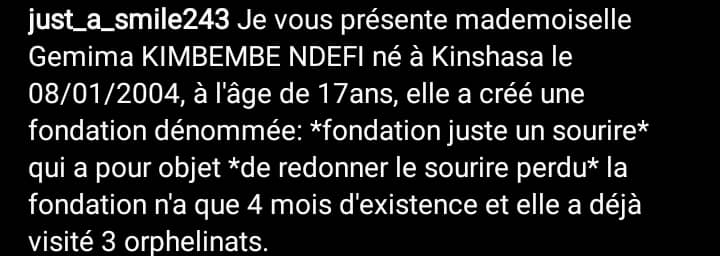 just_a_smile243 Je vous présente mademoiselle
Gemima KIMBEMBE NDEFI né à Kinshasa le
08/01/2004, à l'âge de 17ans, elle a créé une
fondation dénommée: *fondation juste un sourire*
qui a pour objet *de redonner le sourire perdu* la
fondation n'a que 4 mois d'existence et elle a déjà
visité 3 orphelinats.